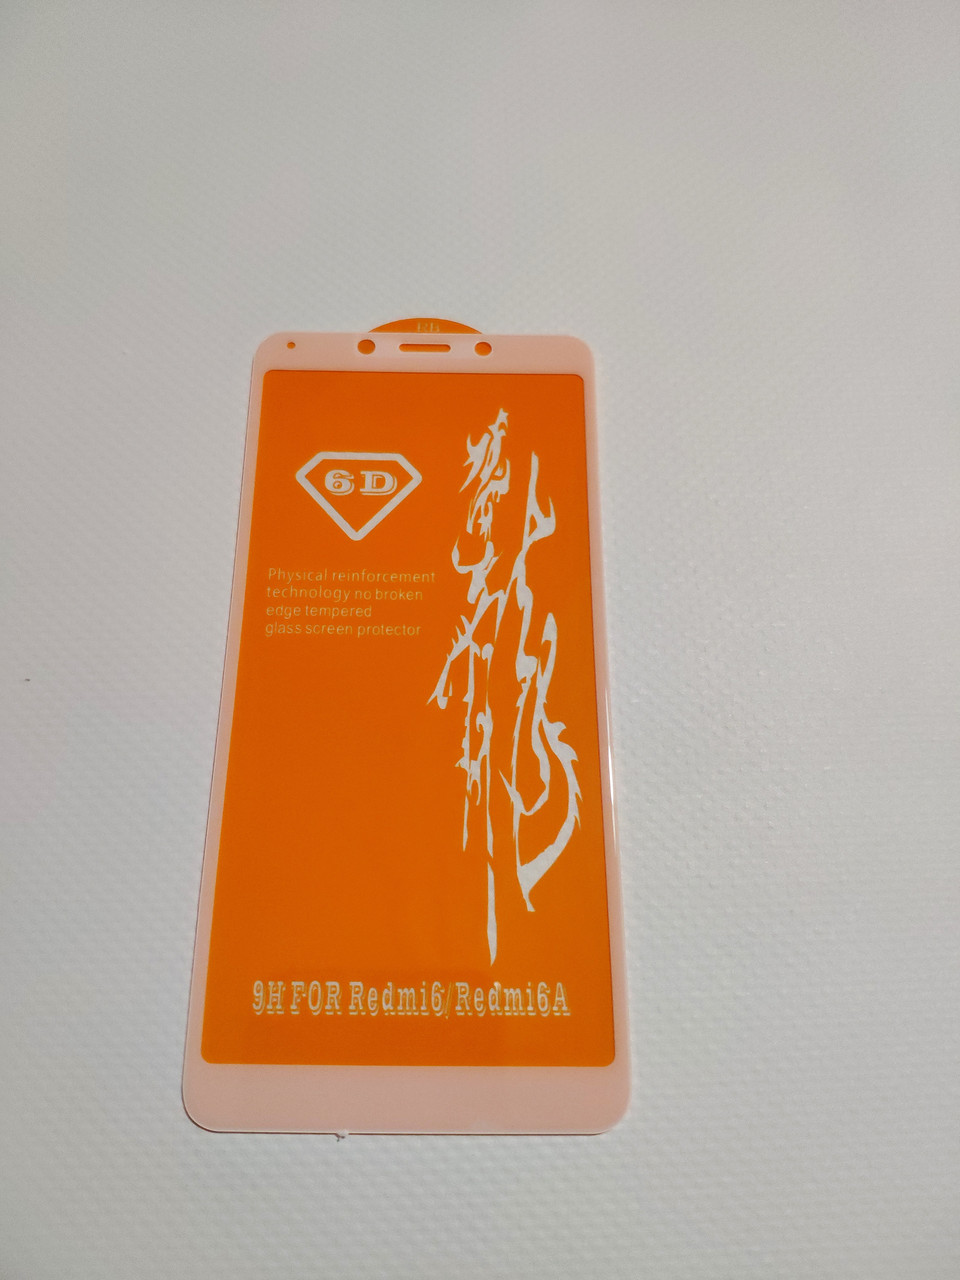 6D
Physical reinforcement
technology no broken
edge tempered
glass screen protector
9H FOR Redmi6/Redmi6A